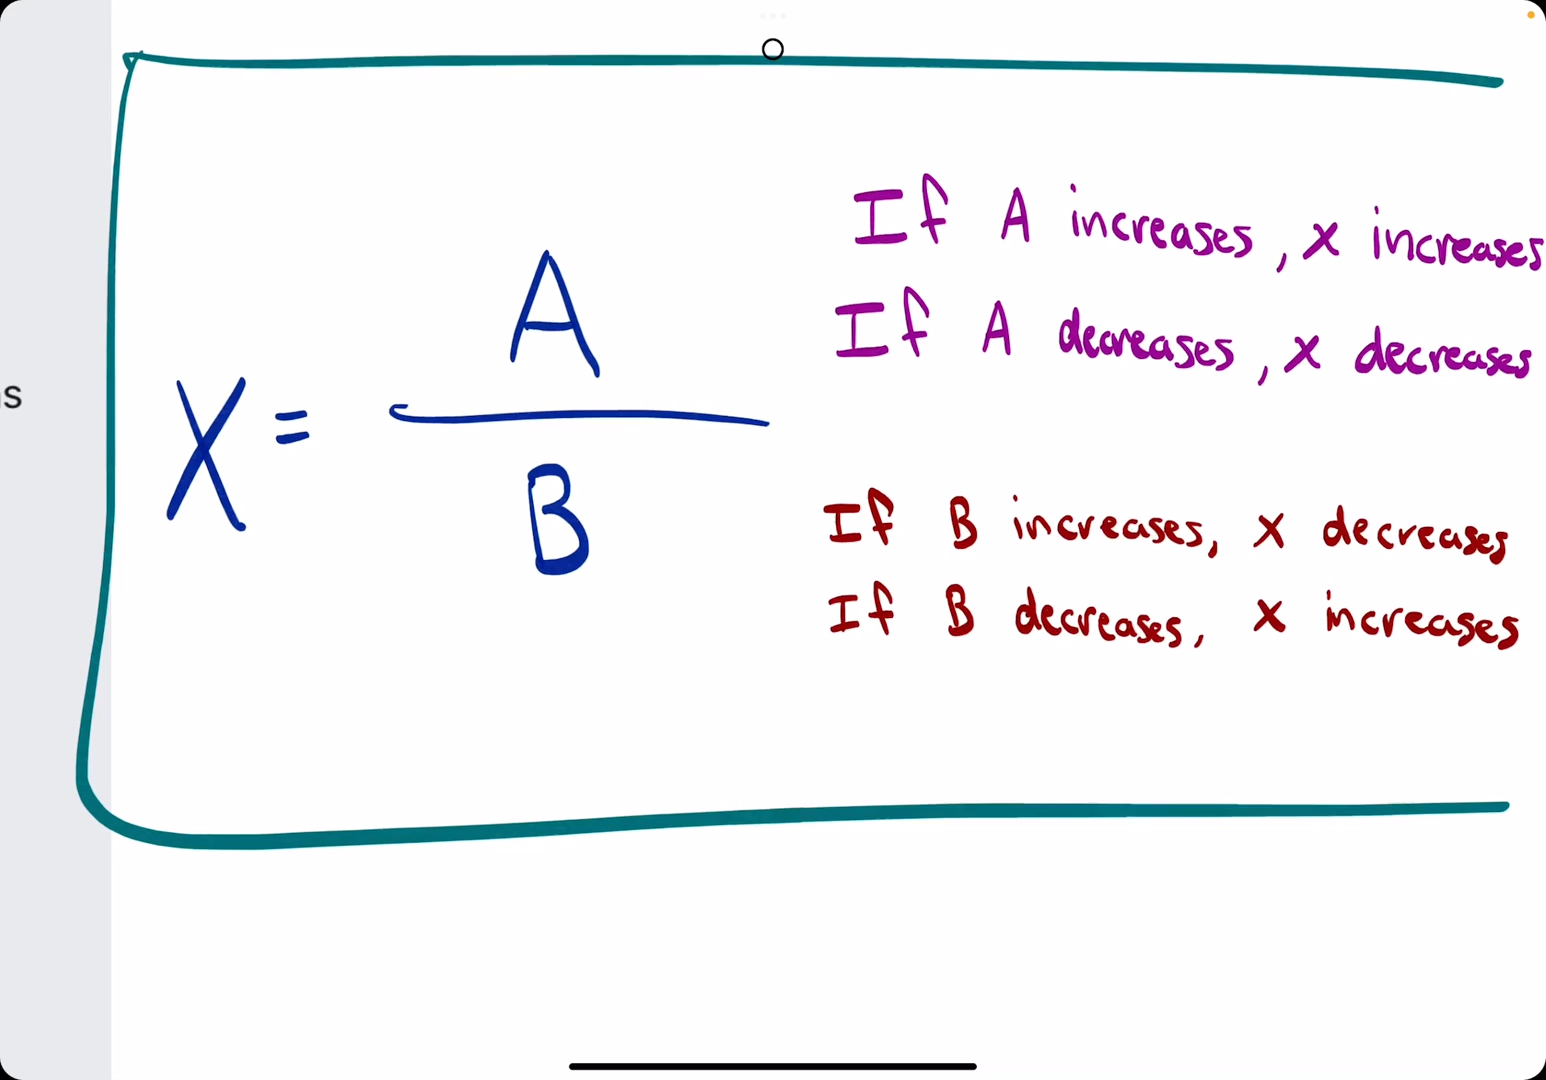 If A increases, x increases
If A decreases, x decreases
X = A
B
If B increases, x decreases
If B decreases, x increases